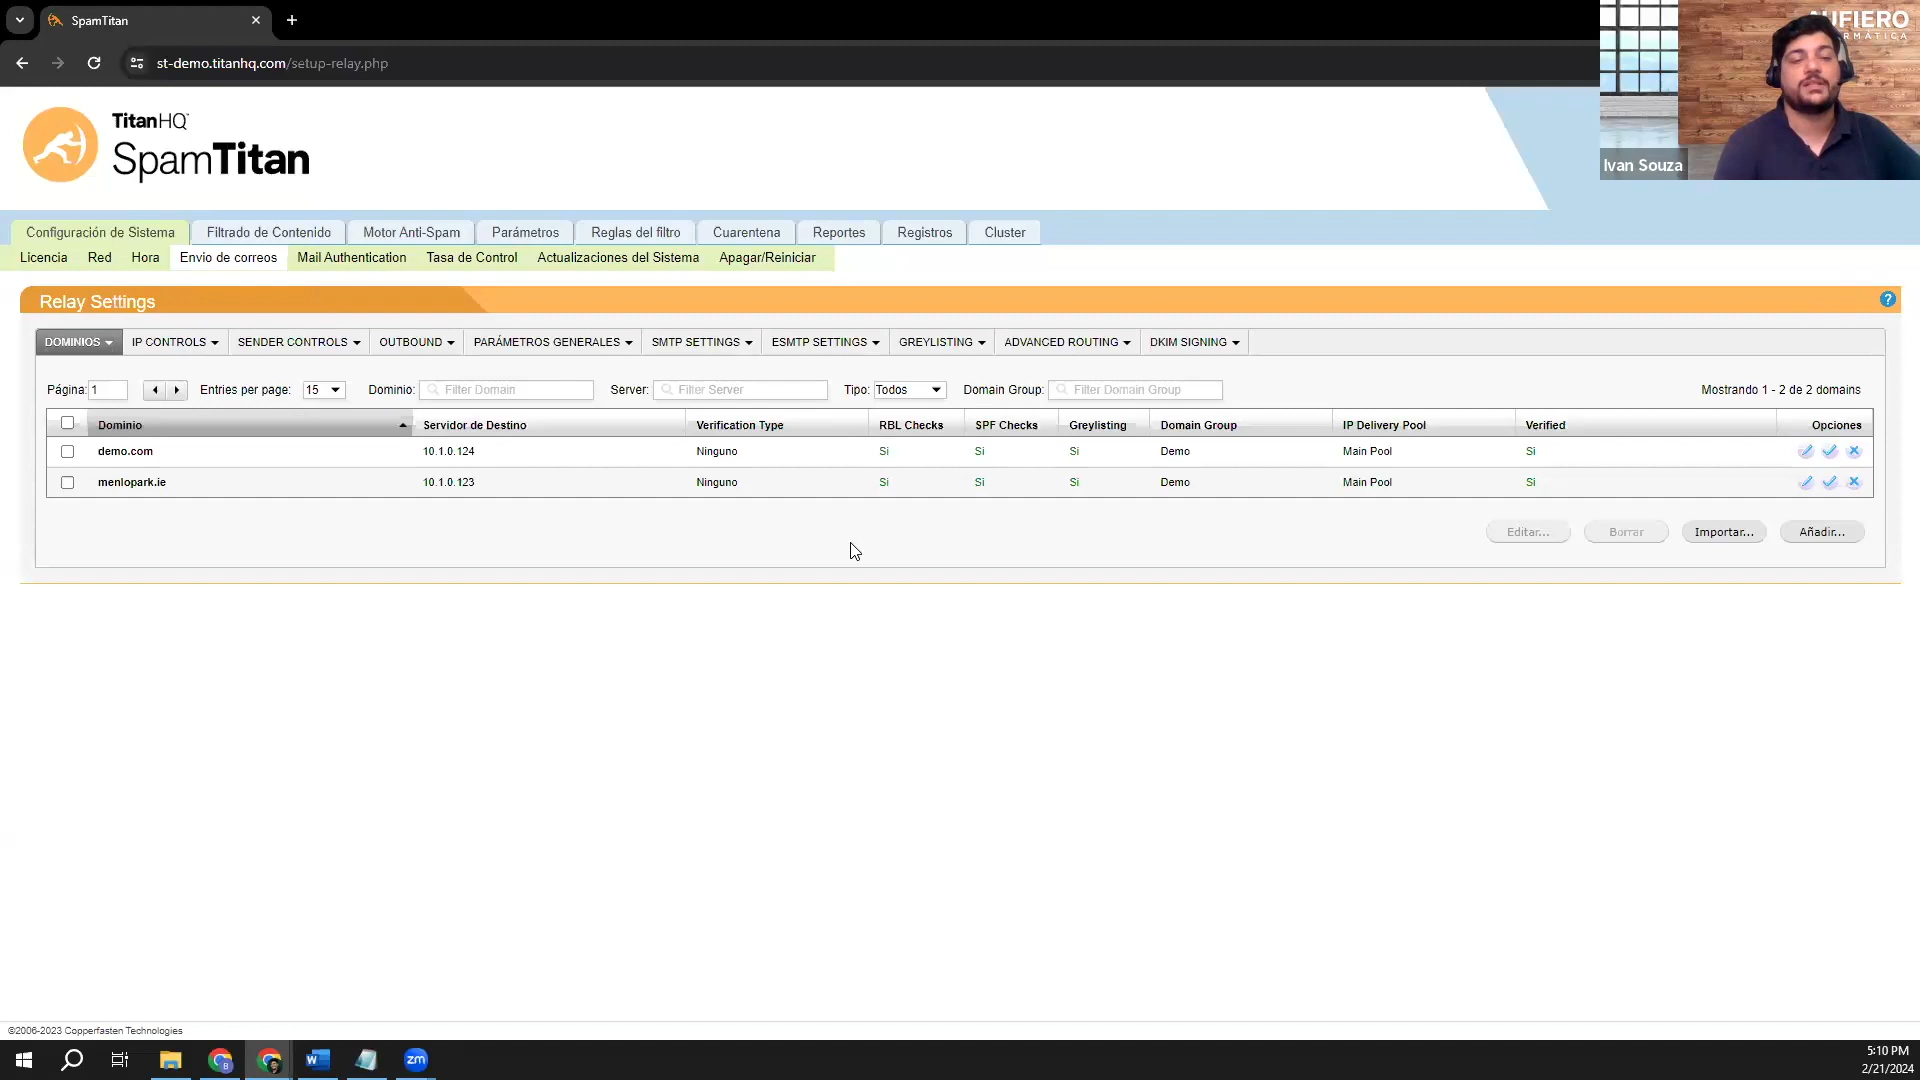 SpamTitan
st-demo.titanhq.com/setup-relay.php
Ivan Souza
TitanHQ
SpamTitan
Configuración de Sistema Filtrado de Contenido Motor Anti-Spam Parámetros Reglas del filtro Cuarentena Reportes Registros Cluster
Licencia Red Hora Envio de correos Mail Authentication Tasa de Control Actualizaciones del Sistema Apagar/Reiniciar
Relay Settings
DOMINIOS IP CONTROLS SENDER CONTROLS OUTBOUND PARÁMETROS GENERALES SMTP SETTINGS ESMTP SETTINGS GREYLISTING ADVANCED ROUTING DKIM SIGNING
Página: 1 Entries per page: 15 Dominio: Filter Domain Server: Filter Server Tipo: Todos Domain Group: Filter Domain Group Mostrando 1 - 2 de 2 domains
Dominio Servidor de Destino Verification Type RBL Checks SPF Checks Greylisting Domain Group IP Delivery Pool Verified Opciones
demo.com 10.1.0.124 Ninguno Si Si Si Demo Main Pool Si
menlopark.ie 10.1.0.123 Ninguno Si Si Si Demo Main Pool Si
Editar... Borrar Importar... Añadir...
©2006-2023 Copperfasten Technologies
zm
5:10 PM
2/21/2024